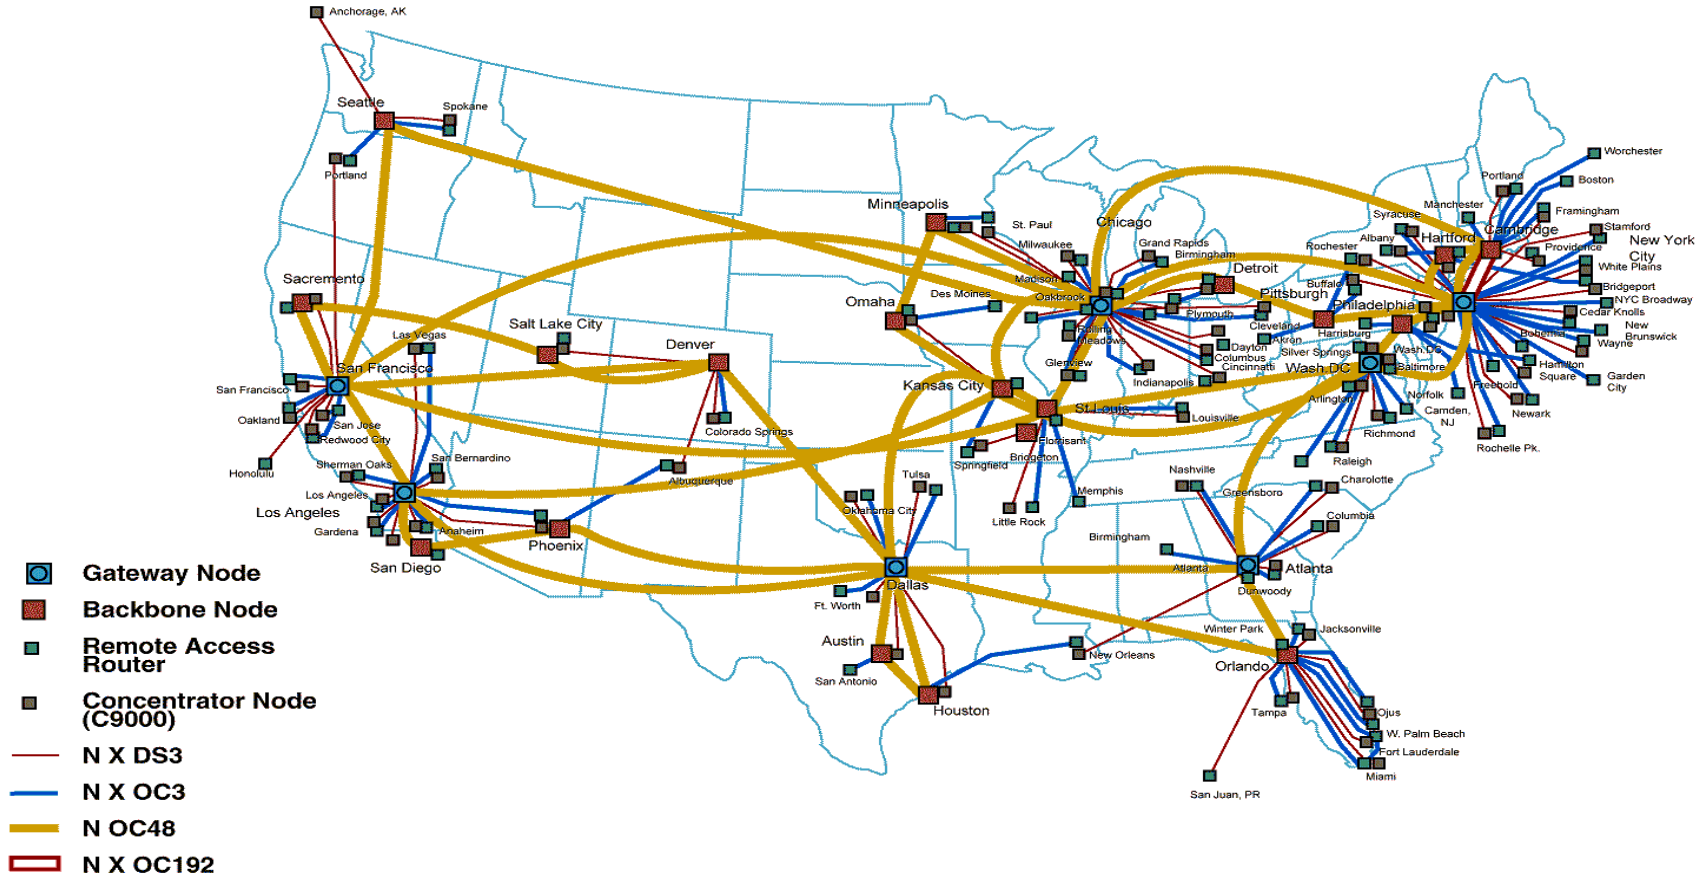 Anchorage, AK
Seattle
Spokane
Portland
Sacremento
Las Vegas
Salt Lake City
Denver
San Francisco
San Francisco
Oakland
San Jose
Redwood City
Honolulu
Colorado Springs
Sherman Oaks
San Bernardino
Los Angeles
Los Angeles
Gardena
Anaheim
San Diego
Phoenix
Albuquerque
Minneapolis
St. Paul
Omaha
Des Moines
Kansas City
Chicago
Milwaukee
Madison
Oakbrook
Rolling
Meadows
Glenview
Grand Rapids
Birmingham
Detroit
Plymouth
Cleveland
Akron
Dayton
Columbus
Cincinnati
Indianapolis
St.Louis
Louisville
Florissant
Bridgeton
Springfield
Little Rock
Memphis
Tulsa
Oklahoma City
Dallas
Ft. Worth
Austin
San Antonio
Houston
New Orleans
Nashville
Greensboro
Birmingham
Atlanta
Atlanta
Dunwoody
Charolotte
Columbia
Raleigh
Winter Park
Jacksonville
Orlando
Tampa
Ojus
W. Palm Beach
Fort Lauderdale
Miami
San Juan, PR
Pittsburgh
Buffalo
Rochester
Albany
Syracuse
Manchester
Portland
Hartford
Cambridge
Worchester
Boston
Framingham
Stamford
Providence
New York
City
White Plains
Bridgeport
NYC Broadway
Cedar Knolls
New
Brunswick
Bohemia
Wayne
Hamilton
Square
Garden
City
Freehold
Newark
Rochelle Pk.
Camden,
NJ
Norfolk
Richmond
Arlington
Baltimore
Wash.DC
Wash.DC
Silver Springs
Harrisburg
Philadelphia
Gateway Node
Backbone Node
Remote Access
Router
Concentrator Node
(C9000)
N X DS3
N X OC3
N OC48
N X OC192